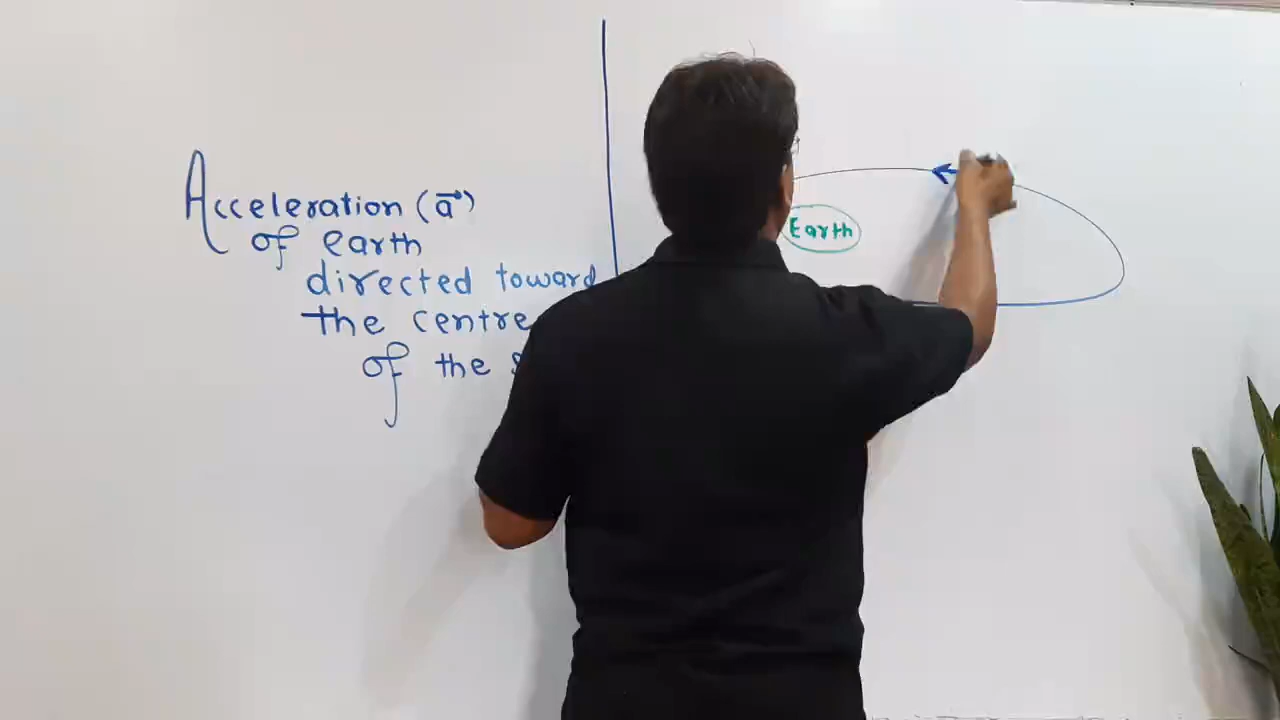 Acceleration (a⃗)
of earth
directed toward
the centre
of the
Earth